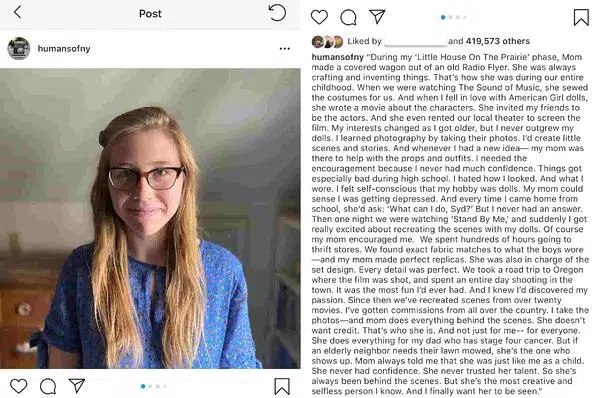 Post
humansofny
Liked by and 419,573 others
humansofny “During my ‘Little House On The Prairie’ phase, Mom
made a covered wagon out of an old Radio Flyer. She was always
crafting and inventing things. That’s how she was during our entire
childhood. When we were watching The Sound of Music, she sewed
the costumes for us. And when I fell in love with American Girl dolls,
she wrote a movie about the characters. She invited my friends to
be the actors. And she even rented our local theater to screen the
film. My interests changed as I got older, but I never outgrew my
dolls. I learned photography by taking their photos. I’d create little
scenes and stories. And whenever I had a new idea— my mom was
there to help with the props and outfits. I needed the
encouragement because I never had much confidence. Things got
especially bad during high school. I hated how I looked. And what I
wore. I felt self-conscious that my hobby was dolls. My mom could
sense I was getting depressed. And every time I came home from
school, she’d ask: ‘What can I do, Syd?’ But I never had an answer.
Then one night we were watching ‘Stand By Me,’ and suddenly I got
really excited about recreating the scenes with my dolls. Of course
my mom encouraged me. We spent hundreds of hours going to
thrift stores. We found exact fabric matches to what the boys wore
—and my mom made perfect replicas. She was also in charge of the
set design. Every detail was perfect. We took a road trip to Oregon
where the film was shot, and spent an entire day shooting in the
town. It was the most fun I’d ever had. And I knew I’d discovered my
passion. Since then we’ve recreated scenes from over twenty
movies. I’ve gotten commissions from all over the country. I take the
photos—and mom does everything behind the scenes. She doesn’t
want credit. That’s who she is. And not just for me-- for everyone.
She does everything for my dad who has stage four cancer. But if
an elderly neighbor needs their lawn mowed, she’s the one who
shows up. Mom always told me that she was just like me as a child.
She never had confidence. She never trusted her talent. So she’s
always been behind the scenes. But she’s the most creative and
selfless person I know. And I finally want her to be seen.”